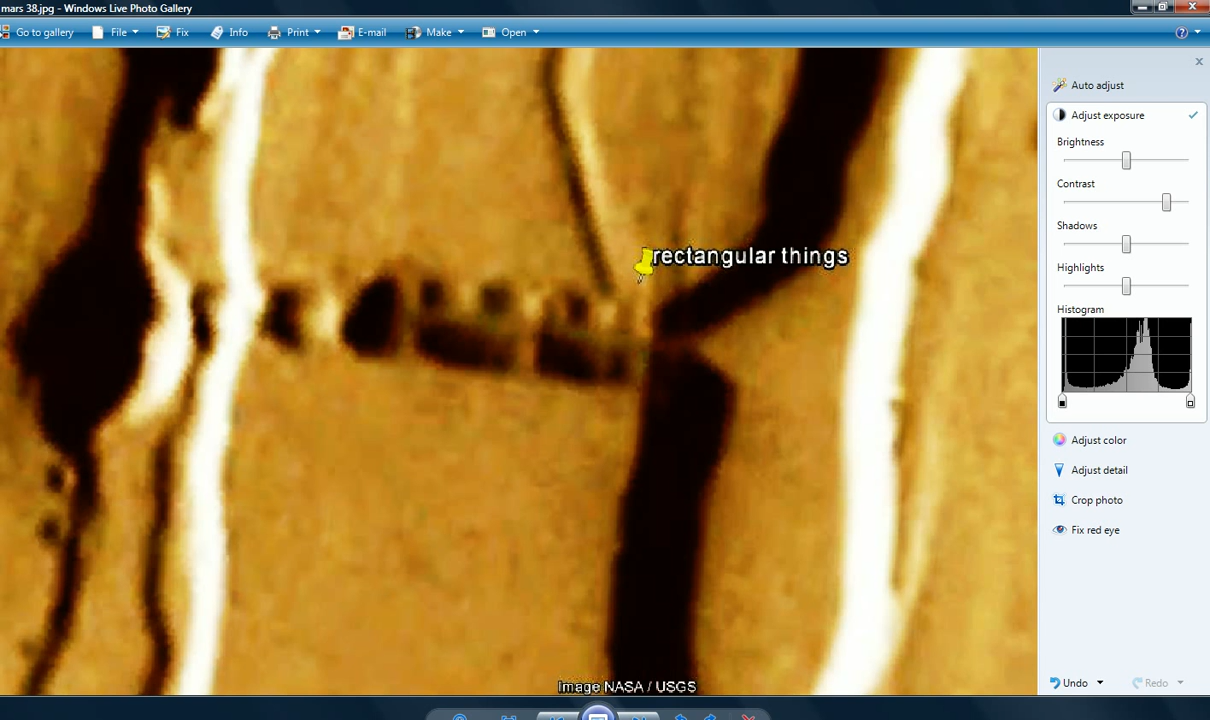 mars 38.jpg - Windows Live Photo Gallery
Go to gallery File Fix Info Print E-mail Make Open
Auto adjust
Adjust exposure
Brightness
Contrast
Shadows
Highlights
Histogram
rectangular things
Adjust color
Adjust detail
Crop photo
Fix red eye
Image NASA / USGS
Undo Redo